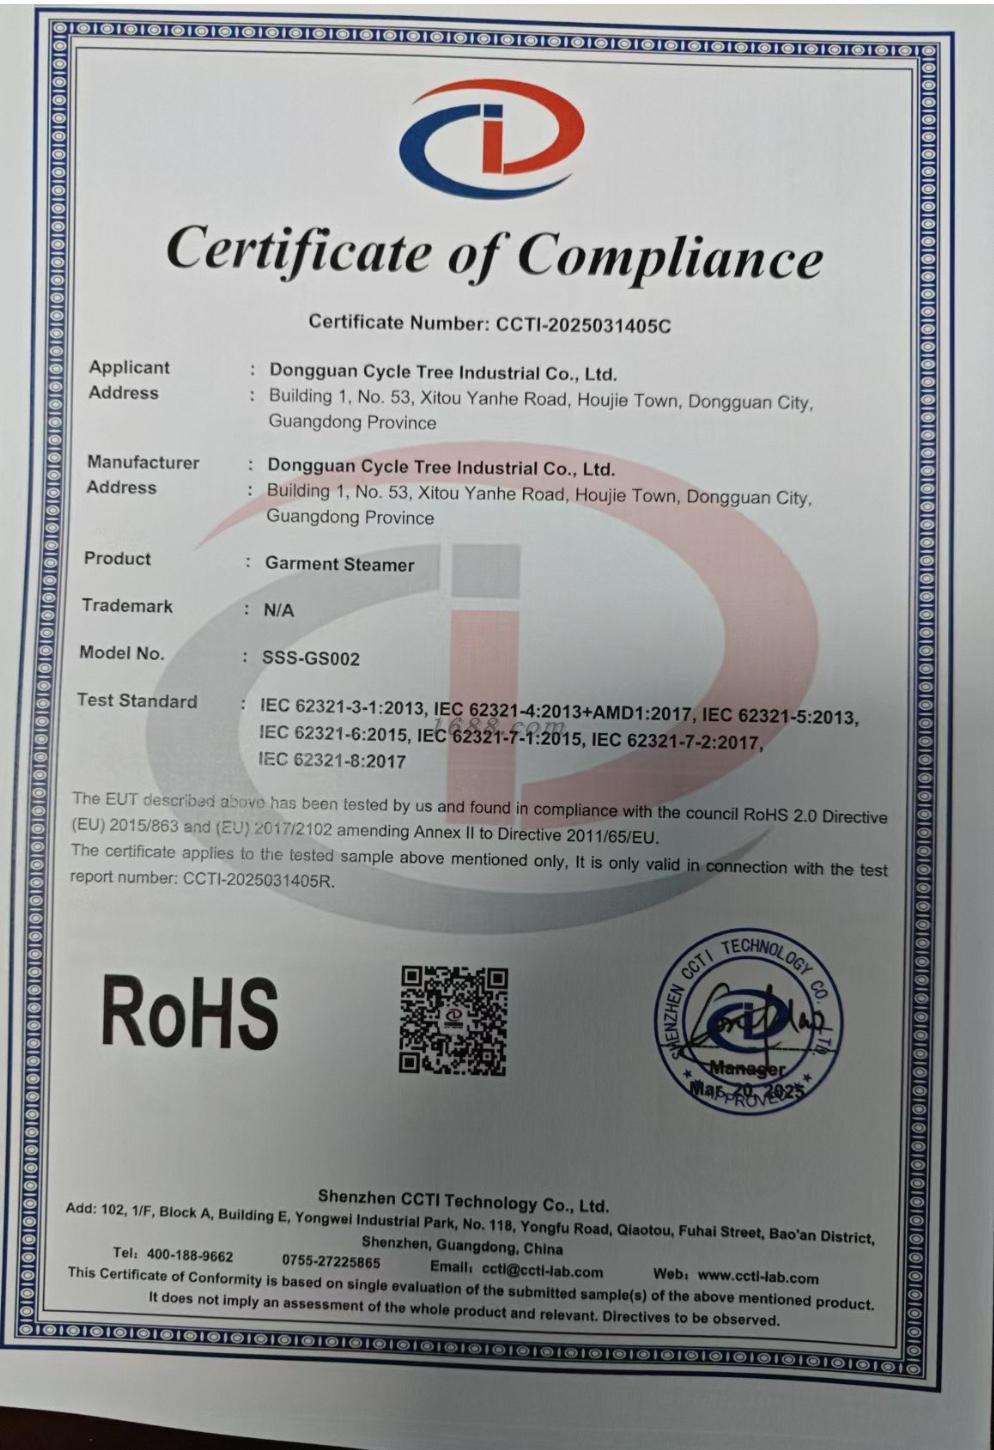 Certificate of Compliance
Certificate Number: CCTI-2025031405C
Applicant : Dongguan Cycle Tree Industrial Co., Ltd.
Address : Building 1, No. 53, Xitou Yanhe Road, Houjie Town, Dongguan City,
Guangdong Province
Manufacturer : Dongguan Cycle Tree Industrial Co., Ltd.
Address : Building 1, No. 53, Xitou Yanhe Road, Houjie Town, Dongguan City,
Guangdong Province
Product : Garment Steamer
Trademark : N/A
Model No. : SSS-GS002
Test Standard : IEC 62321-3-1:2013, IEC 62321-4:2013+AMD1:2017, IEC 62321-5:2013,
1688.com
IEC 62321-6:2015, IEC 62321-7-1:2015, IEC 62321-7-2:2017,
IEC 62321-8:2017
The EUT described above has been tested by us and found in compliance with the council RoHS 2.0 Directive
(EU) 2015/863 and (EU) 2017/2102 amending Annex II to Directive 2011/65/EU.
The certificate applies to the tested sample above mentioned only, It is only valid in connection with the test
report number: CCTI-2025031405R.
RoHS
SHENZHEN CCTI TECHNOLOGY CO., LTD.
Manager
Mar. 20, 2025
APPROVED
Shenzhen CCTI Technology Co., Ltd.
Add: 102, 1/F, Block A, Building E, Yongwei Industrial Park, No. 118, Yongfu Road, Qiaotou, Fuhai Street, Bao'an District,
Shenzhen, Guangdong, China
Tel: 400-188-9662 0755-27225865 Email: ccti@ccti-lab.com Web: www.ccti-lab.com
This Certificate of Conformity is based on single evaluation of the submitted sample(s) of the above mentioned product.
It does not imply an assessment of the whole product and relevant. Directives to be observed.